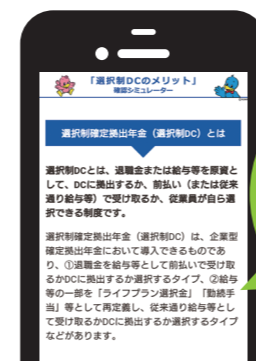 「選択制DCのメリット」
確認シミュレーター
選択制確定拠出年金(選択制DC)とは
選択制DCとは、退職金または給与等を原資と
して、DCに拠出するか、前払い(または従来
通り給与等)で受け取るか、従業員が自ら選
択できる制度です。
選択制確定拠出年金(選択制DC)は、企業型
確定拠出年金において導入できるものであ
り、①退職金を給与等として前払いで受け取
るかDCに拠出するか選択するタイプ、②給与
等の一部を「ライフプラン選択金」「勤続手
当」等として再定義し、従来通り給与等とし
て受け取るかDCに拠出するか選択するタイプ
などがあります。